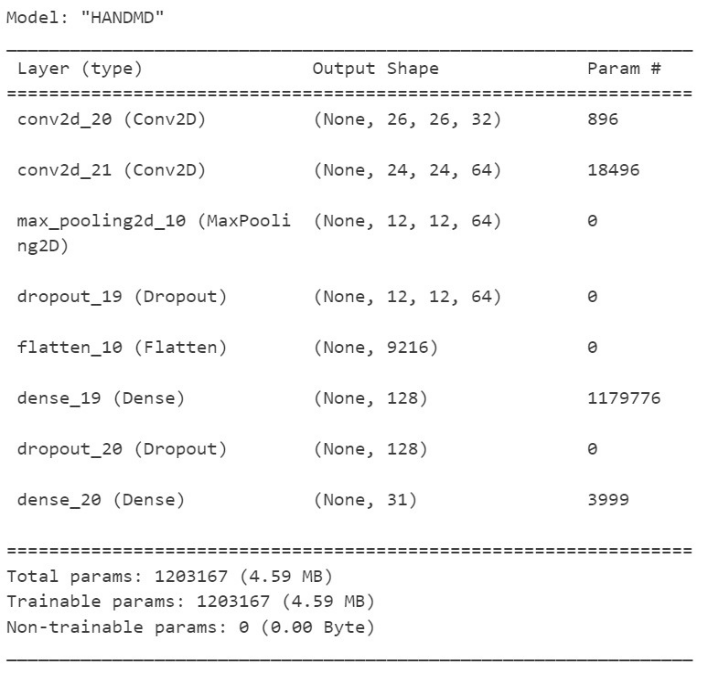 Model: "HANDMD"
Layer (type) Output Shape Param #
conv2d_20 (Conv2D) (None, 26, 26, 32) 896
conv2d_21 (Conv2D) (None, 24, 24, 64) 18496
max_pooling2d_10 (MaxPooli (None, 12, 12, 64) 0
ng2D)
dropout_19 (Dropout) (None, 12, 12, 64) 0
flatten_10 (Flatten) (None, 9216) 0
dense_19 (Dense) (None, 128) 1179776
dropout_20 (Dropout) (None, 128) 0
dense_20 (Dense) (None, 31) 3999
Total params: 1203167 (4.59 MB)
Trainable params: 1203167 (4.59 MB)
Non-trainable params: 0 (0.00 Byte)